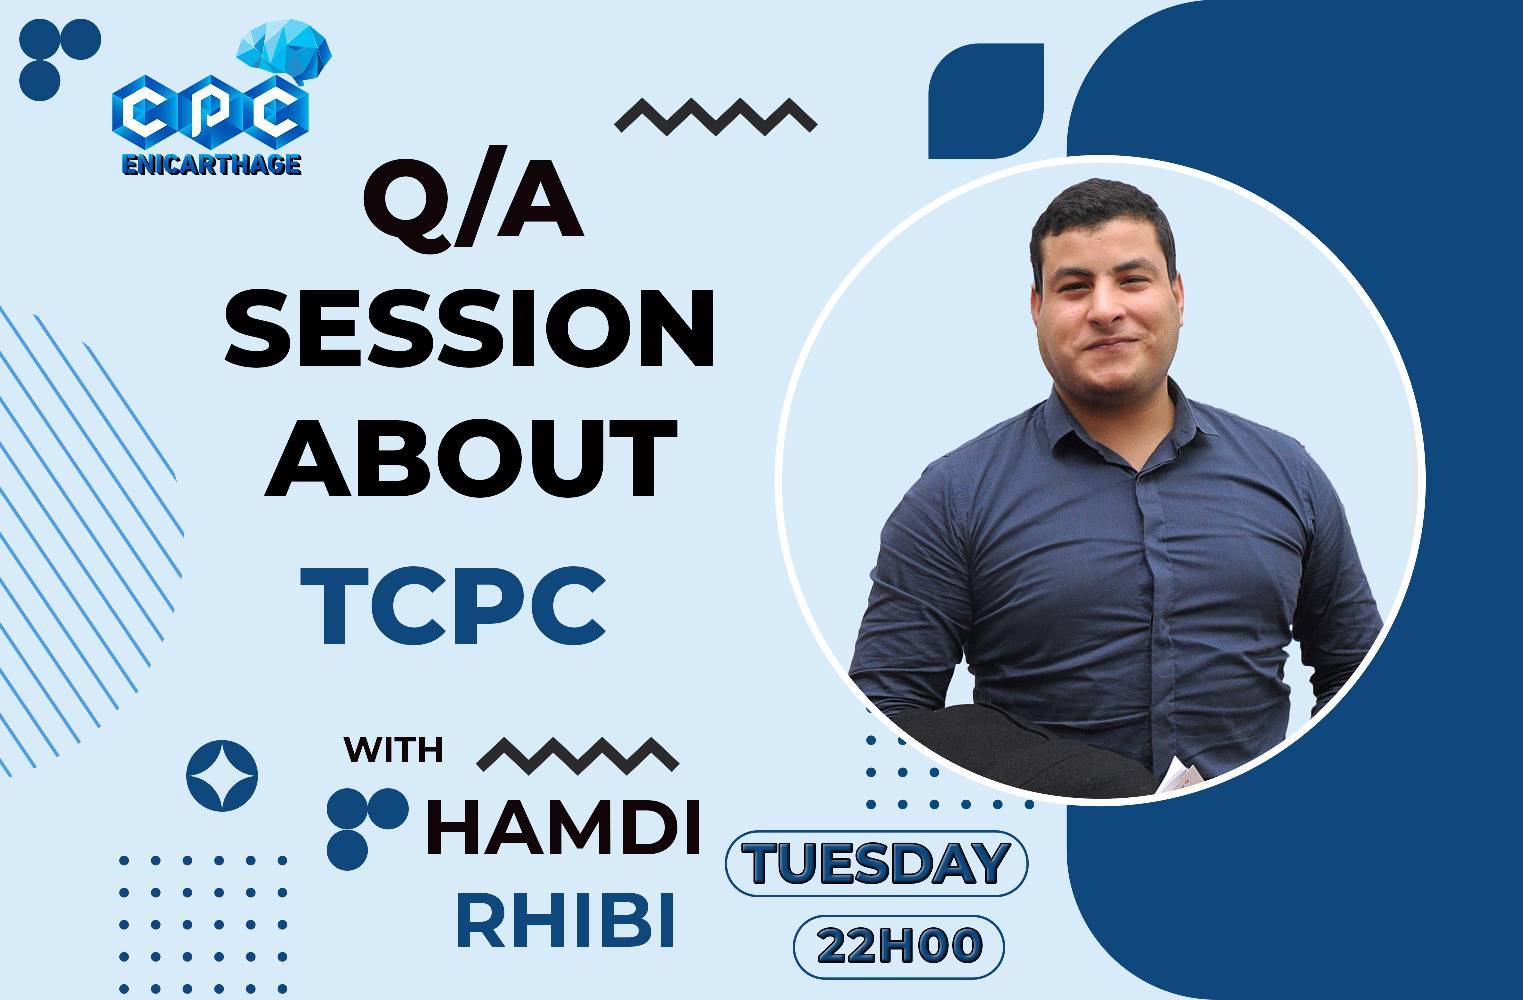 CPC
ENICARTHAGE
Q/A
SESSION
ABOUT
TCPC
WITH
HAMDI
RHIBI
TUESDAY
22H00